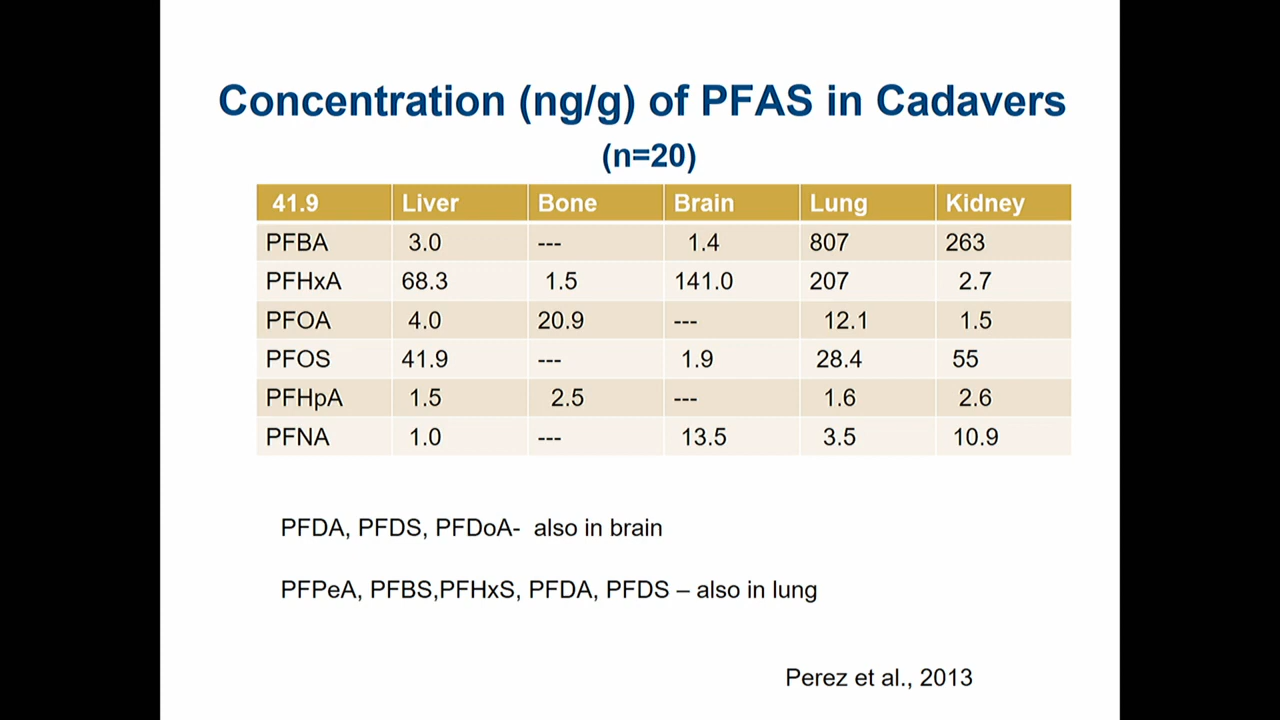 Concentration (ng/g) of PFAS in Cadavers
(n=20)
41.9 Liver Bone Brain Lung Kidney
PFBA 3.0 --- 1.4 807 263
PFHxA 68.3 1.5 141.0 207 2.7
PFOA 4.0 20.9 --- 12.1 1.5
PFOS 41.9 --- 1.9 28.4 55
PFHpA 1.5 2.5 --- 1.6 2.6
PFNA 1.0 --- 13.5 3.5 10.9
PFDA, PFDS, PFDoA- also in brain
PFPeA, PFBS,PFHxS, PFDA, PFDS – also in lung
Perez et al., 2013